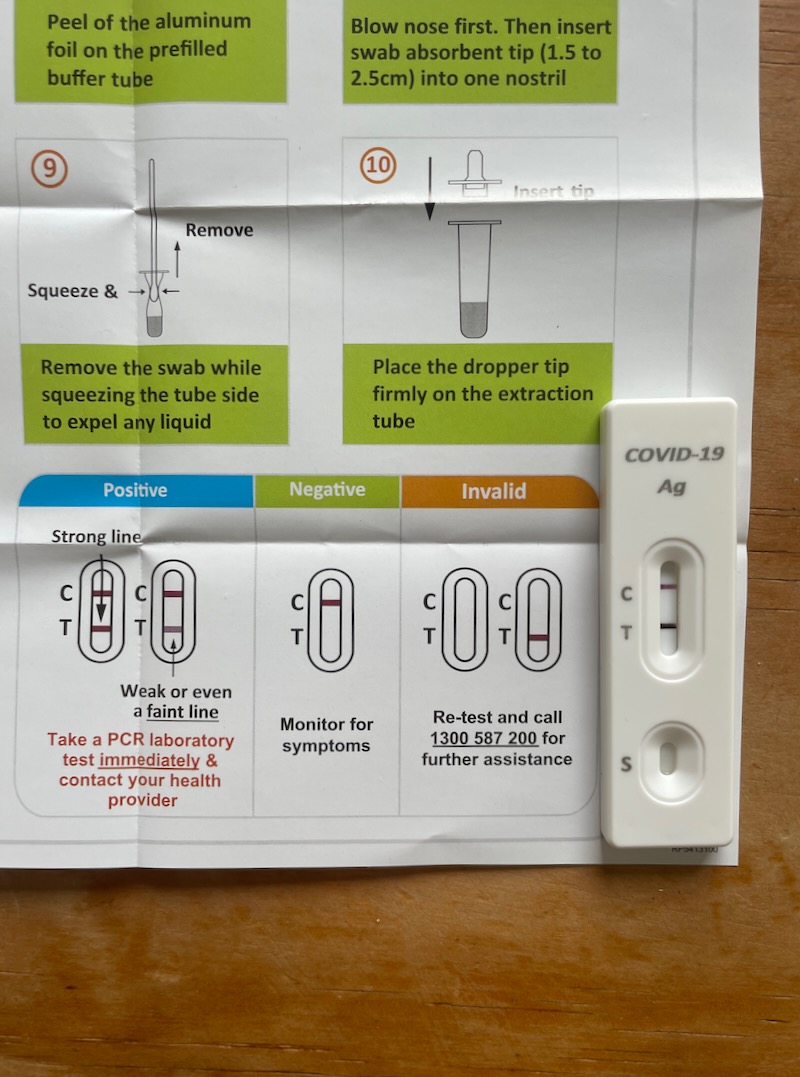 Peel of the aluminum
foil on the prefilled
buffer tube
Blow nose first. Then insert
swab absorbent tip (1.5 to
2.5cm) into one nostril
9
Remove
Squeeze &
Remove the swab while
squeezing the tube side
to expel any liquid
10
Insert tip
Place the dropper tip
firmly on the extraction
tube
Positive
Strong line
C
T
C
T
Weak or even
a faint line
Take a PCR laboratory
test immediately &
contact your health
provider
Negative
C
T
Monitor for
symptoms
Invalid
C
T
C
T
Re-test and call
1300 587 200 for
further assistance
COVID-19
Ag
C
T
S